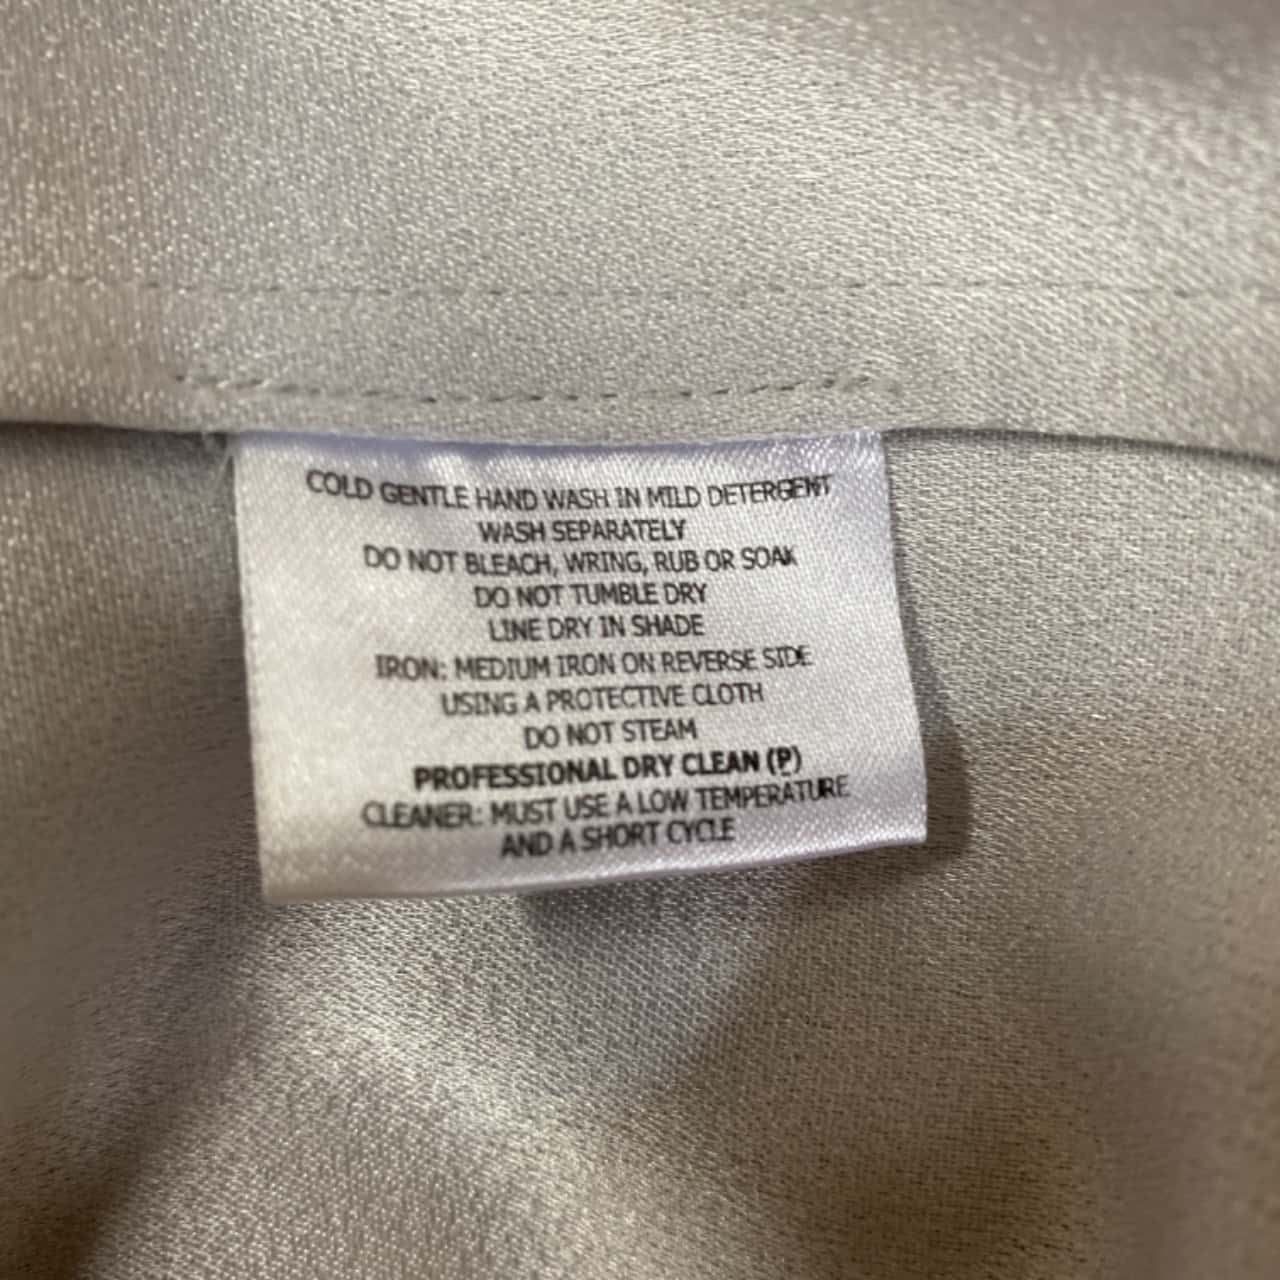 COLD GENTLE HAND WASH IN MILD DETERGENT
WASH SEPARATELY
DO NOT BLEACH, WRING, RUB OR SOAK
DO NOT TUMBLE DRY
LINE DRY IN SHADE
IRON: MEDIUM IRON ON REVERSE SIDE
USING A PROTECTIVE CLOTH
DO NOT STEAM
PROFESSIONAL DRY CLEAN (P)
CLEANER: MUST USE A LOW TEMPERATURE
AND A SHORT CYCLE